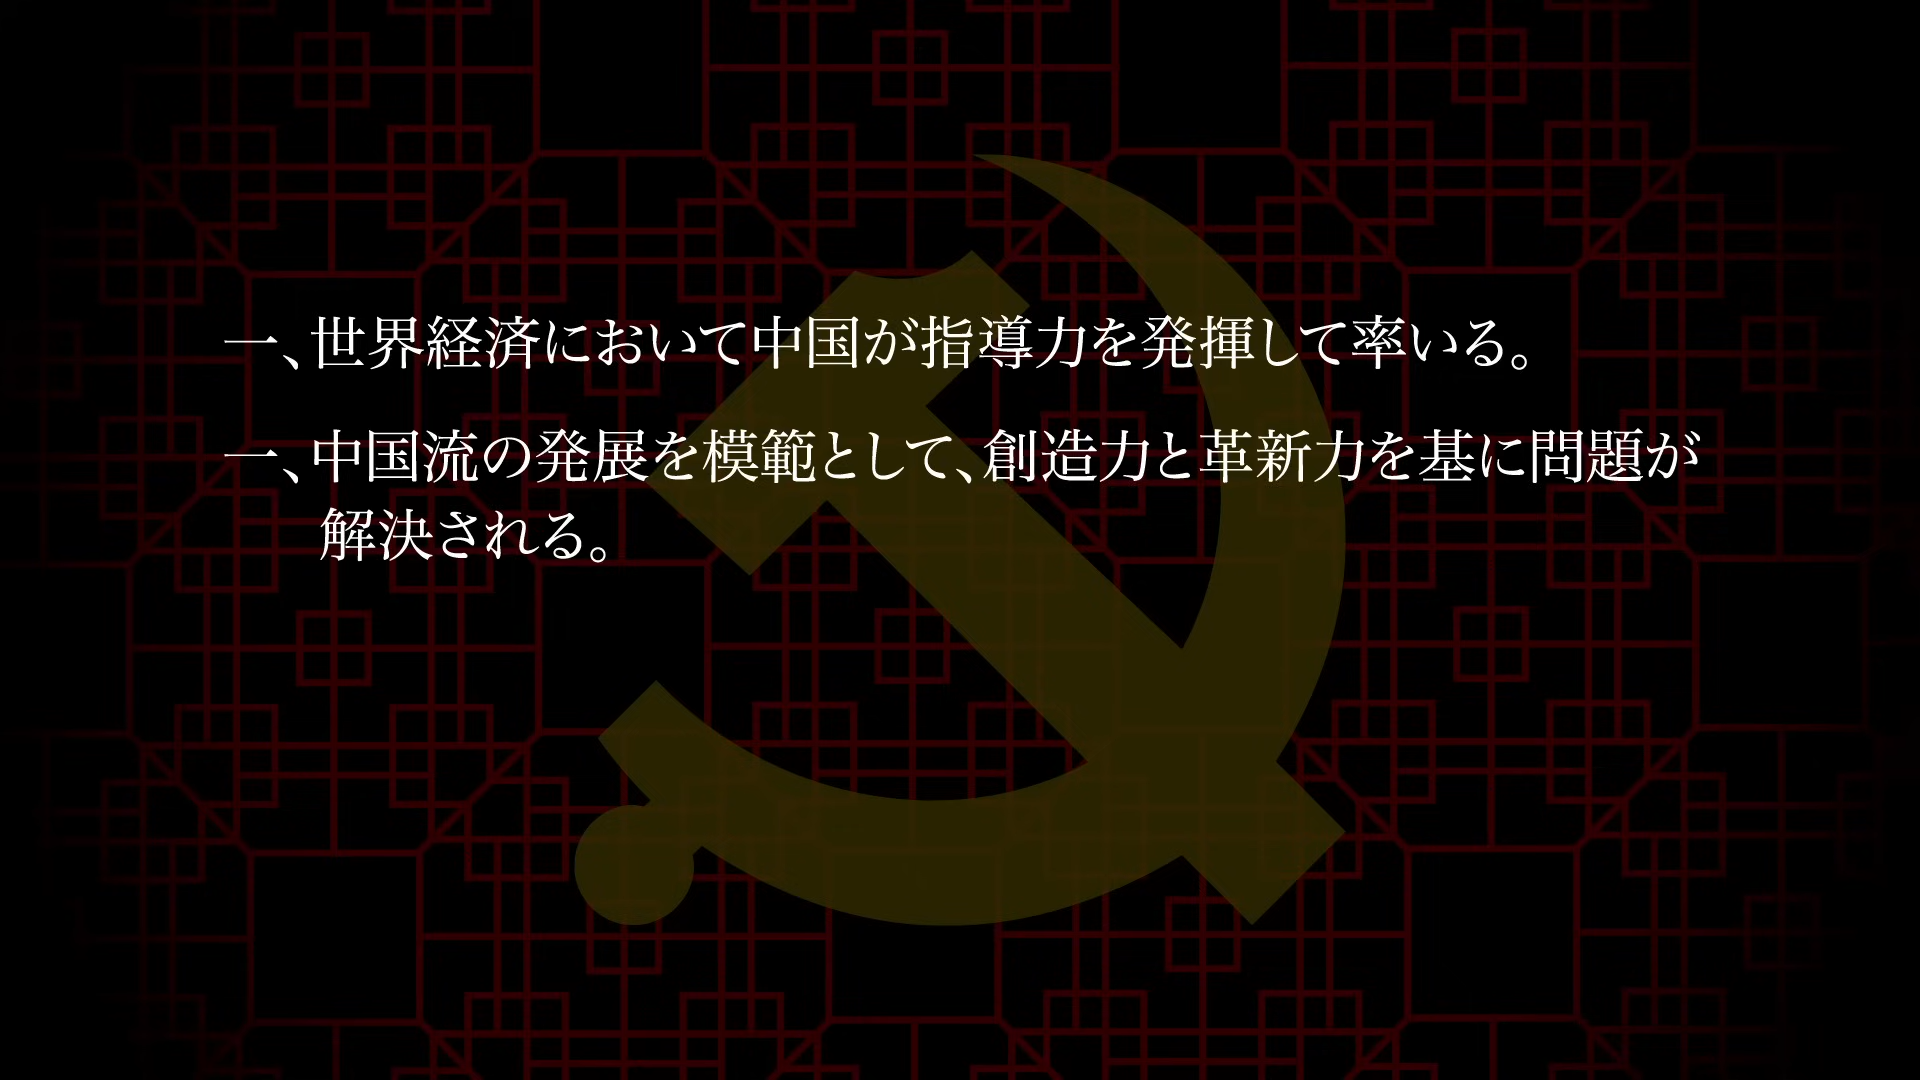 一、世界経済において中国が指導力を発揮して率いる。
一、中国流の発展を模範として、創造力と革新力を基に問題が
解決される。